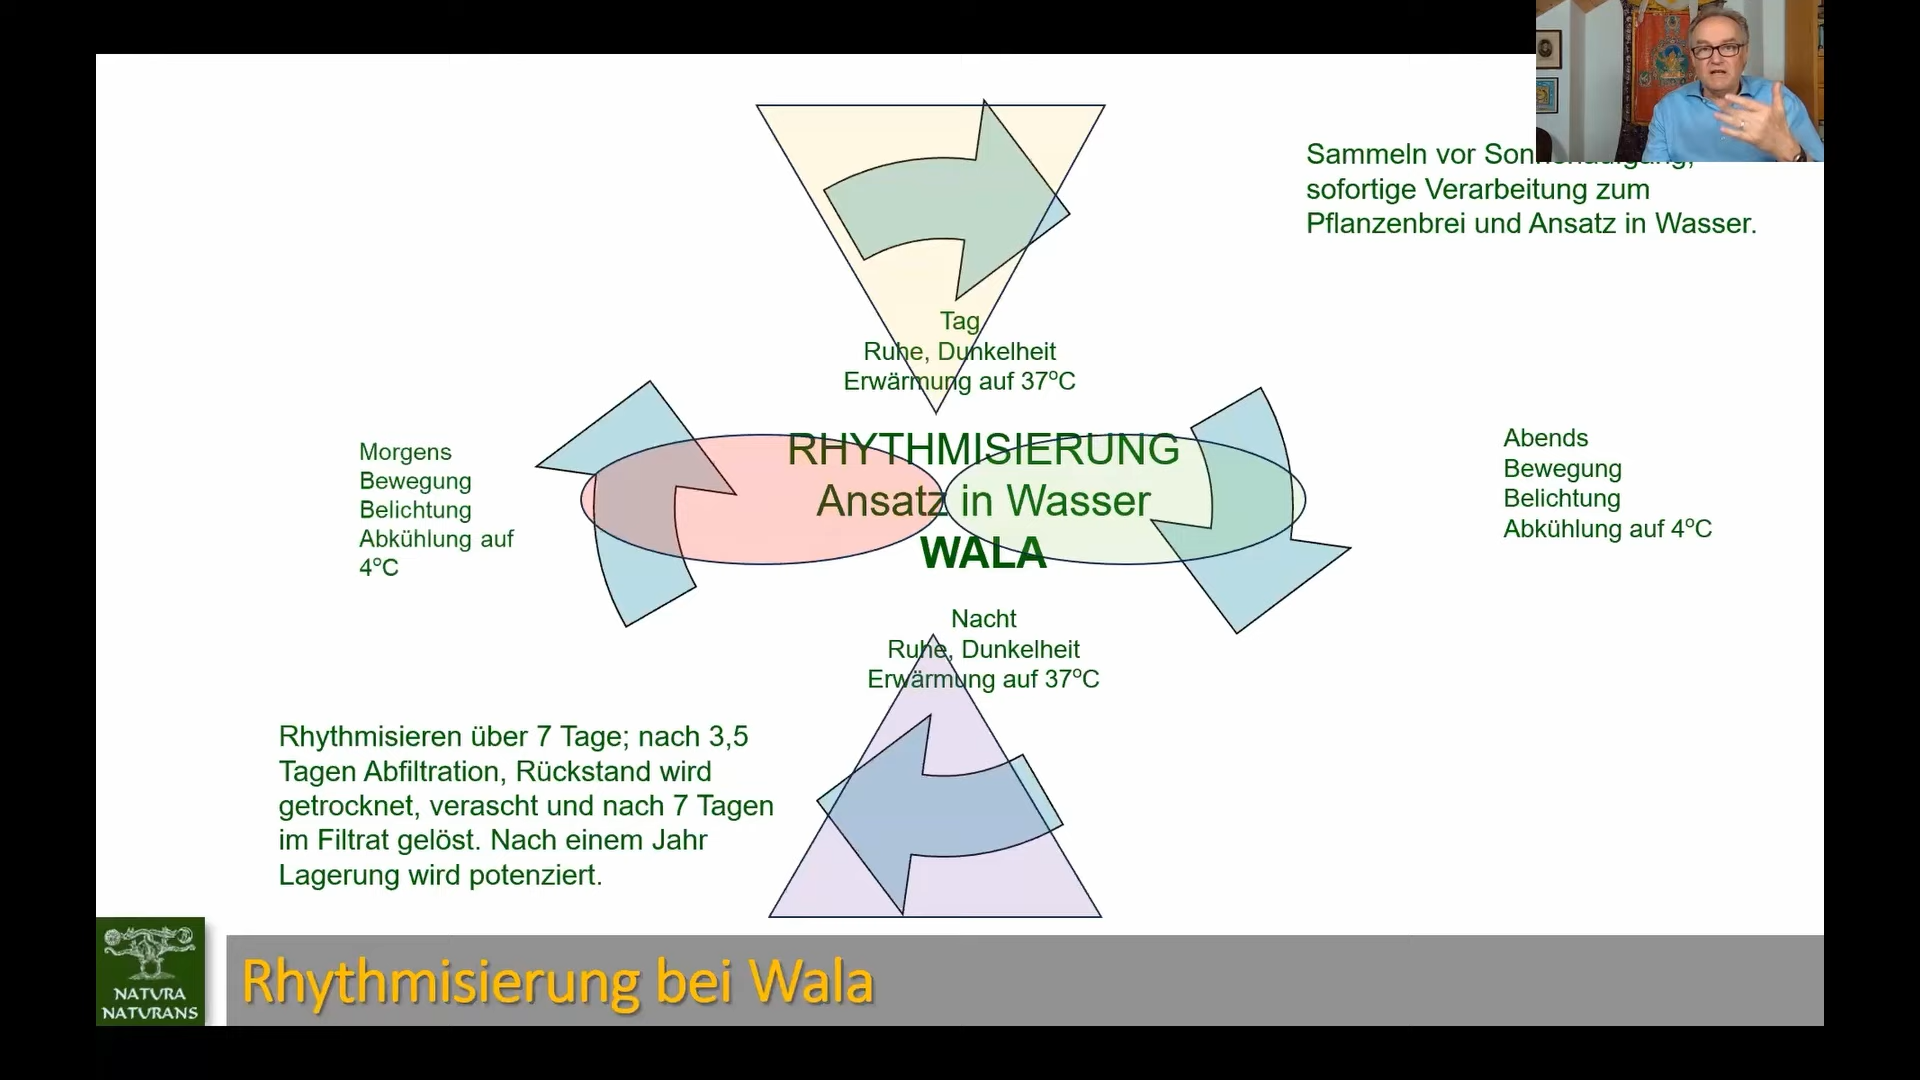 Sammeln vor
sofortige Verarbeitung zum
Pflanzenbrei und Ansatz in Wasser.
Tag
Ruhe, Dunkelheit
Erwärmung auf 37°C
Morgens
Bewegung
Belichtung
Abkühlung auf
4°C
RHYTHMISIERUNG
Ansatz in Wasser
WALA
Abends
Bewegung
Belichtung
Abkühlung auf 4°C
Nacht
Ruhe, Dunkelheit
Erwärmung auf 37°C
Rhythmisieren über 7 Tage; nach 3,5
Tagen Abfiltration, Rückstand wird
getrocknet, verascht und nach 7 Tagen
im Filtrat gelöst. Nach einem Jahr
Lagerung wird potenziert.
NATURA
NATURANS
Rhythmisierung bei Wala